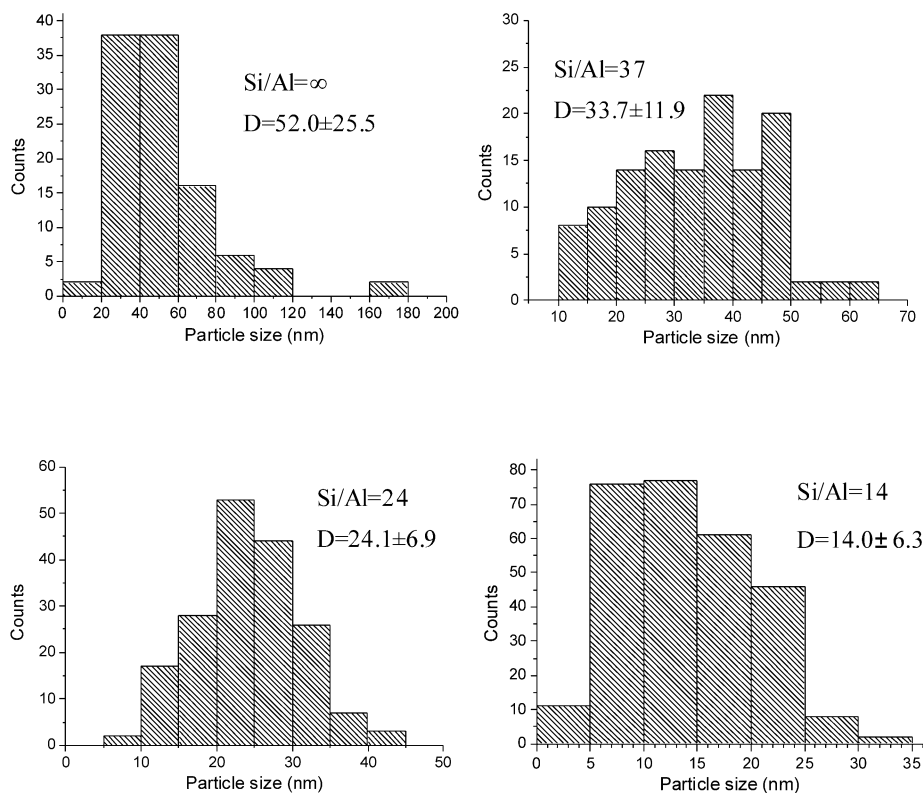 40
35
30
25
20
15
10
5
0
Counts
Si/Al=∞
D=52.0±25.5
0 20 40 60 80 100 120 140 160 180 200
Particle size (nm)
30
25
20
15
10
5
0
Counts
Si/Al=37
D=33.7±11.9
10 20 30 40 50 60 70
Particle size (nm)
60
50
40
30
20
10
0
Counts
Si/Al=24
D=24.1±6.9
0 10 20 30 40 50
Particle size (nm)
80
70
60
50
40
30
20
10
0
Counts
Si/Al=14
D=14.0± 6.3
0 5 10 15 20 25 30 35
Particle size (nm)